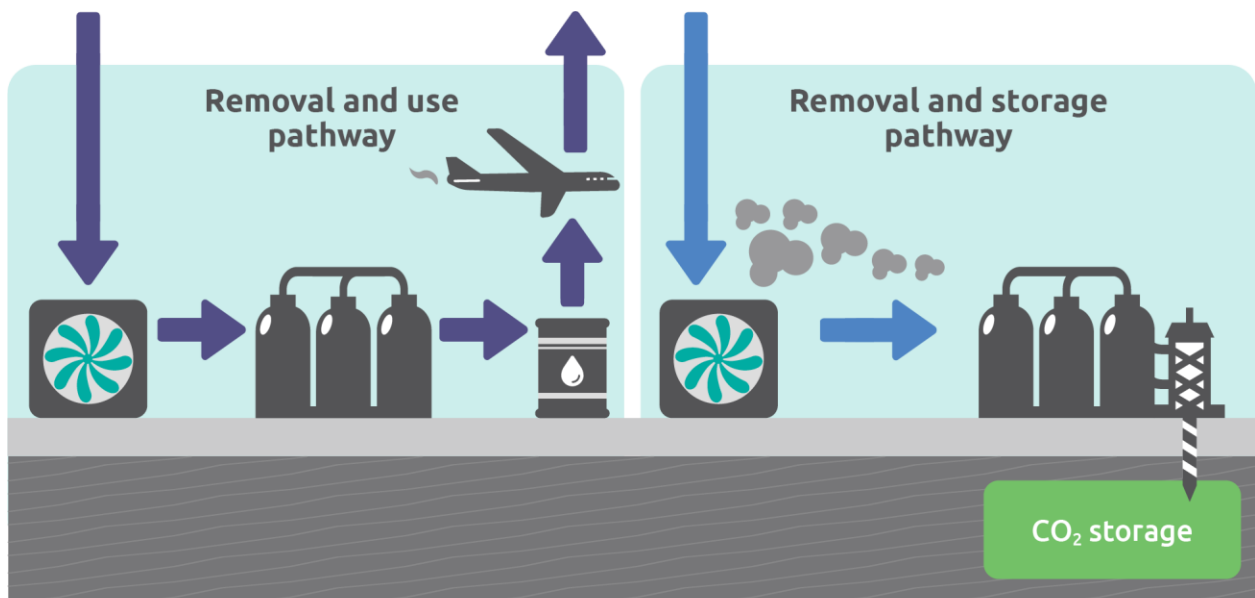 Removal and use
pathway
Removal and storage
pathway
CO₂ storage